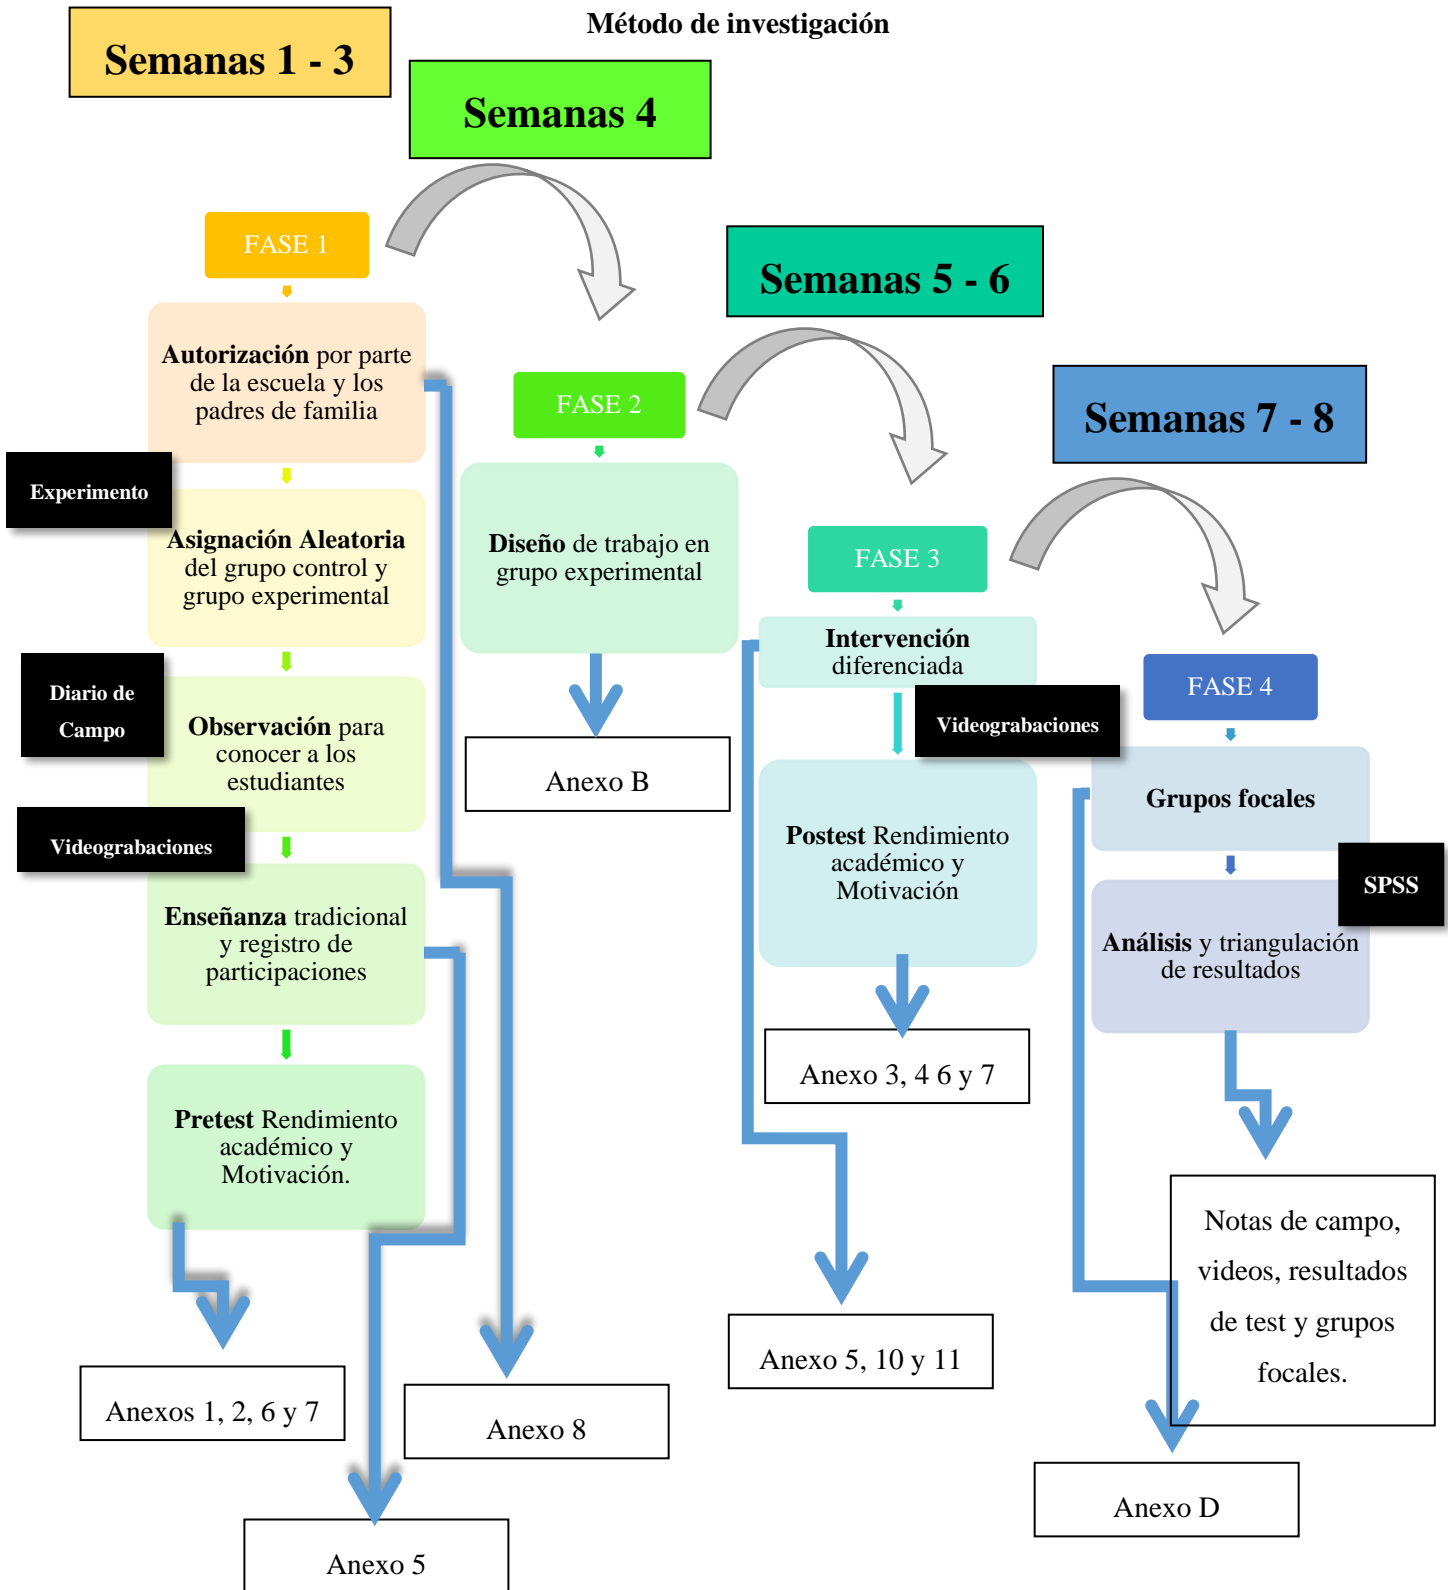 Método de investigación
Semanas 1 - 3
Semanas 4
Semanas 5 - 6
Semanas 7 - 8
FASE 1
Autorización por parte
de la escuela y los
padres de familia
Experimento
Asignación Aleatoria
del grupo control y
grupo experimental
Diario de
Campo
Observación para
conocer a los
estudiantes
Videograbaciones
Enseñanza tradicional
y registro de
participaciones
Pretest Rendimiento
académico y
Motivación.
Anexos 1, 2, 6 y 7
Anexo 5
Anexo 8
FASE 2
Diseño de trabajo en
grupo experimental
Anexo B
FASE 3
Intervención
diferenciada
Videograbaciones
Postest Rendimiento
académico y
Motivación
Anexo 3, 4 6 y 7
Anexo 5, 10 y 11
FASE 4
Grupos focales
SPSS
Análisis y triangulación
de resultados
Notas de campo,
videos, resultados
de test y grupos
focales.
Anexo D